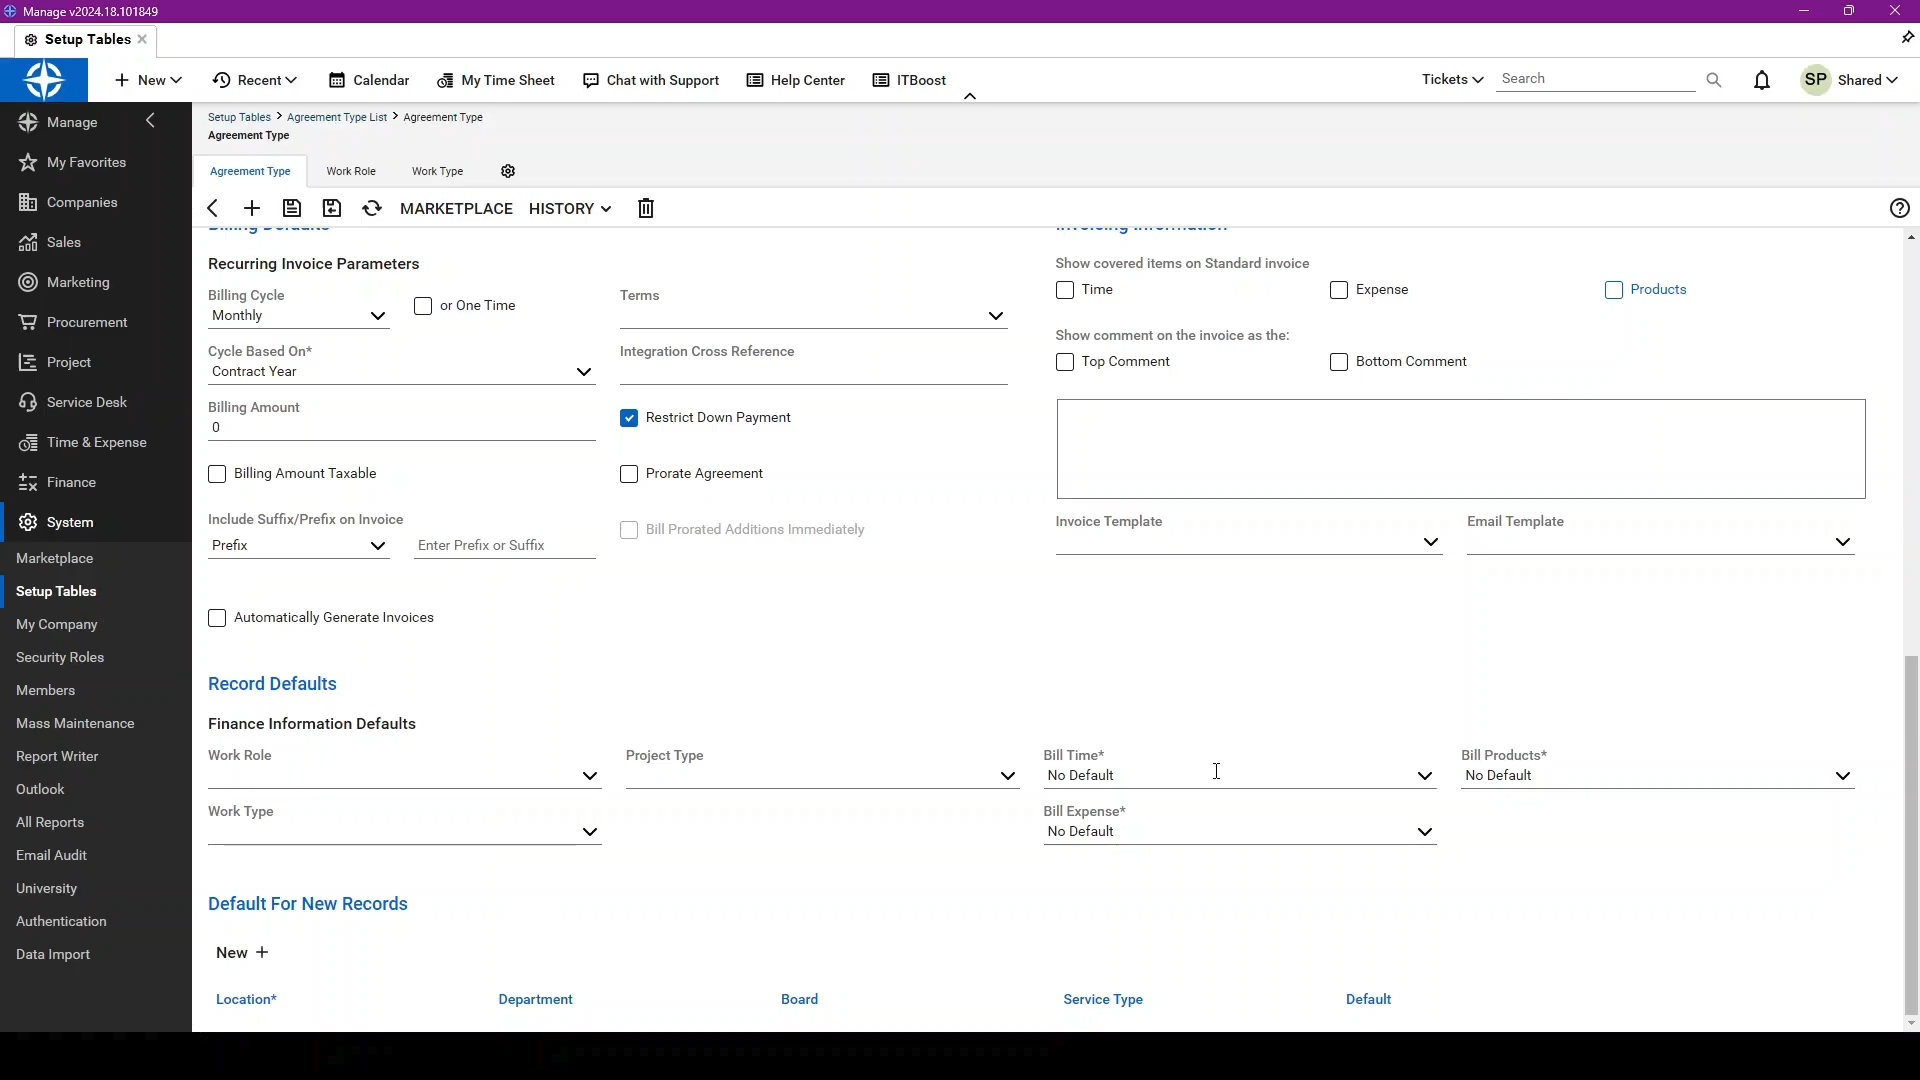 Manage v2024.18.101849
Setup Tables
New
Recent
Calendar
My Time Sheet
Chat with Support
Help Center
ITBoost
Tickets
Search
SP
Shared
Manage
My Favorites
Companies
Sales
Marketing
Procurement
Project
Service Desk
Time & Expense
Finance
System
Marketplace
Setup Tables
My Company
Security Roles
Members
Mass Maintenance
Report Writer
Outlook
All Reports
Email Audit
University
Authentication
Data Import
Setup Tables > Agreement Type List > Agreement Type
Agreement Type
Agreement Type
Work Role
Work Type
MARKETPLACE
HISTORY
Billing Defaults
Recurring Invoice Parameters
Billing Cycle
Monthly
or One Time
Terms
Cycle Based On*
Contract Year
Integration Cross Reference
Billing Amount
0
Restrict Down Payment
Billing Amount Taxable
Prorate Agreement
Include Suffix/Prefix on Invoice
Prefix
Enter Prefix or Suffix
Bill Prorated Additions Immediately
Automatically Generate Invoices
Invoicing Information
Show covered items on Standard invoice
Time
Expense
Products
Show comment on the invoice as the:
Top Comment
Bottom Comment
Invoice Template
Email Template
Record Defaults
Finance Information Defaults
Work Role
Project Type
Bill Time*
No Default
Bill Products*
No Default
Work Type
Bill Expense*
No Default
Default For New Records
New +
Location*
Department
Board
Service Type
Default